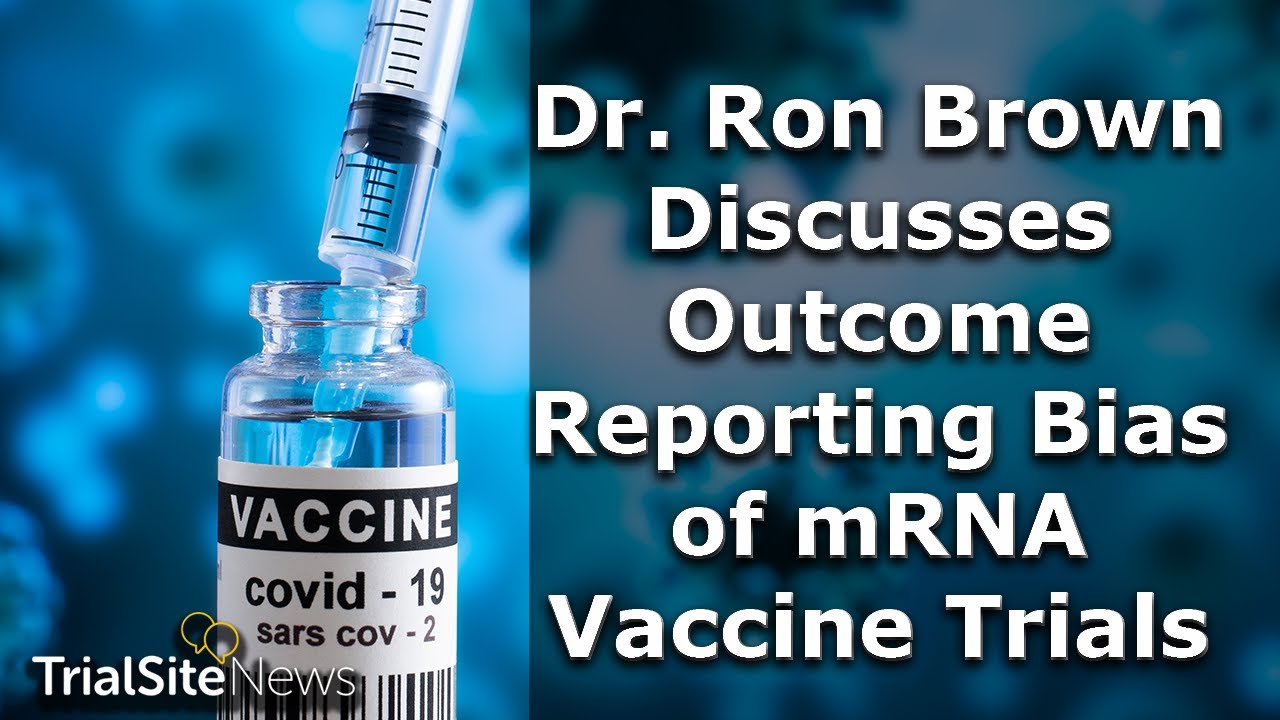 Dr. Ron Brown
Discusses
Outcome
Reporting Bias
of mRNA
Vaccine Trials
VACCINE
covid - 19
sars cov - 2
TrialSiteNews